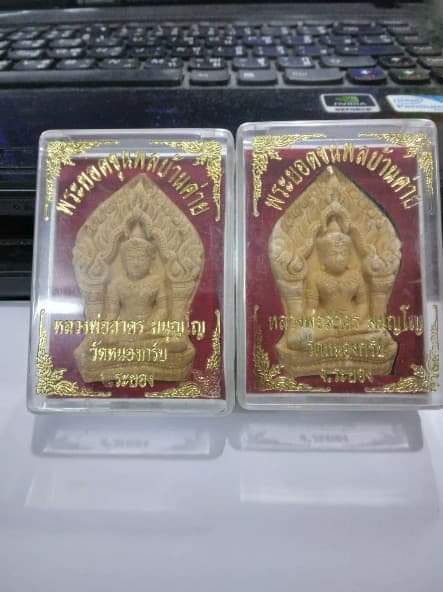 พระยอดขุนพลบ้านค่าย
หลวงพ่อสาคร มนุญโญ
วัดหนองกรับ
จ.ระยอง
พระยอดขุนพลบ้านค่าย
หลวงพ่อสาคร มนุญโญ
วัดหนองกรับ
จ.ระยอง
NVIDIA